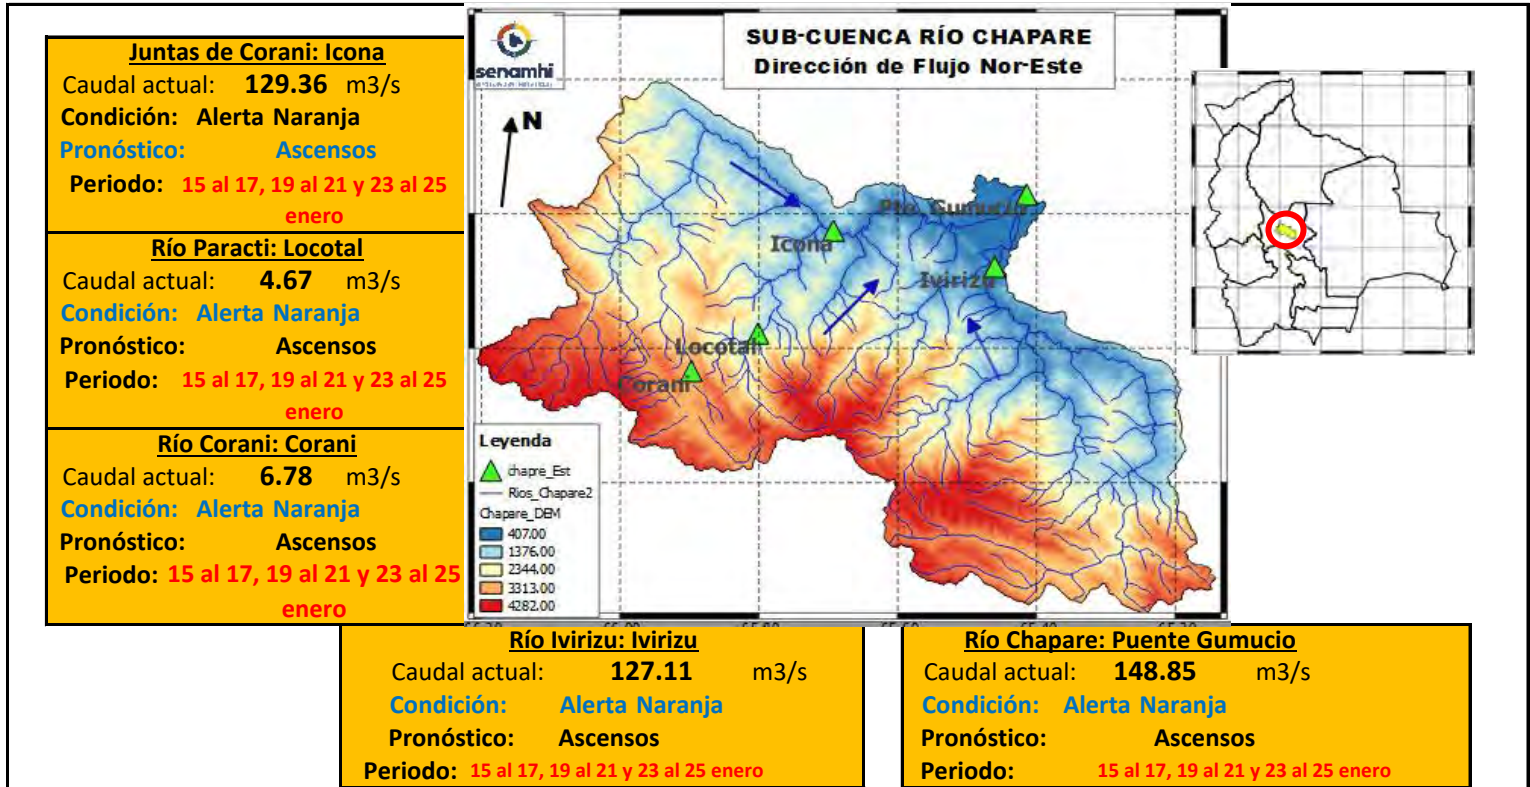 Juntas de Corani: Icona
Caudal actual: 129.36 m3/s
Condición: Alerta Naranja
Pronóstico: Ascensos
Periodo: 15 al 17, 19 al 21 y 23 al 25
enero
Río Paracti: Locotal
Caudal actual: 4.67 m3/s
Condición: Alerta Naranja
Pronóstico: Ascensos
Periodo: 15 al 17, 19 al 21 y 23 al 25
enero
Río Corani: Corani
Caudal actual: 6.78 m3/s
Condición: Alerta Naranja
Pronóstico: Ascensos
Periodo: 15 al 17, 19 al 21 y 23 al 25
enero
senamhi
SUB-CUENCA RÍO CHAPARE
Dirección de Flujo Nor-Este
N
Pte. Gumucio
Icona
Ivirizu
Locotal
Corani
Leyenda
chapre_Est
Rios_Chapare2
Chapare_DEM
407.00
1376.00
2344.00
3313.00
4282.00
Río Ivirizu: Ivirizu
Caudal actual: 127.11 m3/s
Condición: Alerta Naranja
Pronóstico: Ascensos
Periodo: 15 al 17, 19 al 21 y 23 al 25 enero
Río Chapare: Puente Gumucio
Caudal actual: 148.85 m3/s
Condición: Alerta Naranja
Pronóstico: Ascensos
Periodo: 15 al 17, 19 al 21 y 23 al 25 enero